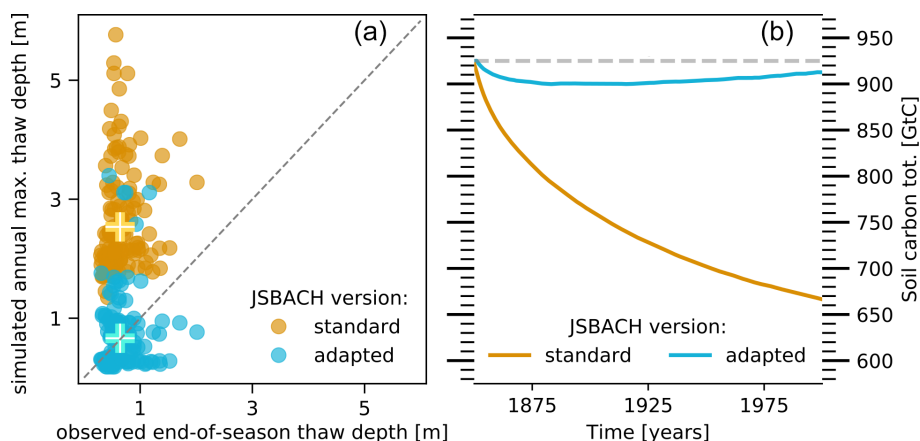 (a)
simulated annual max. thaw depth [m]
5
3
1
JSBACH version:
standard
adapted
1 3 5
observed end-of-season thaw depth [m]
(b)
950
900
850
800
750
700
650
600
Soil carbon tot. [GtC]
JSBACH version:
standard adapted
1875 1925 1975
Time [years]